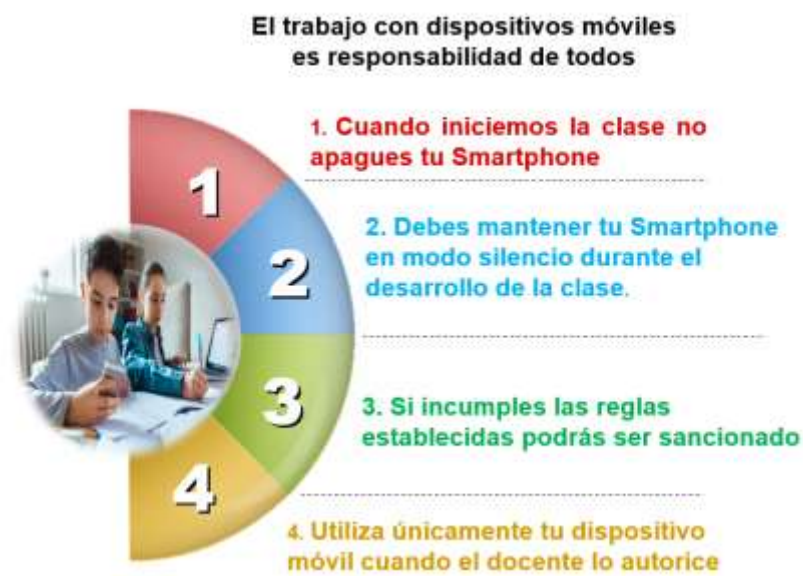 El trabajo con dispositivos móviles
es responsabilidad de todos
1. Cuando iniciemos la clase no
apagues tu Smartphone
1
2. Debes mantener tu Smartphone
en modo silencio durante el
desarrollo de la clase.
2
3. Si incumples las reglas
establecidas podrás ser sancionado
3
4. Utiliza únicamente tu dispositivo
móvil cuando el docente lo autorice
4